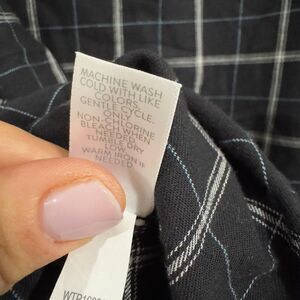 MACHINE WASH
COLD WITH LIKE
COLORS.
GENTLE CYCLE.
ONLY
NON-CHLORINE
BLEACH WHEN
NEEDED.
TUMBLE DRY
LOW.
WARM IRON IF
NEEDED